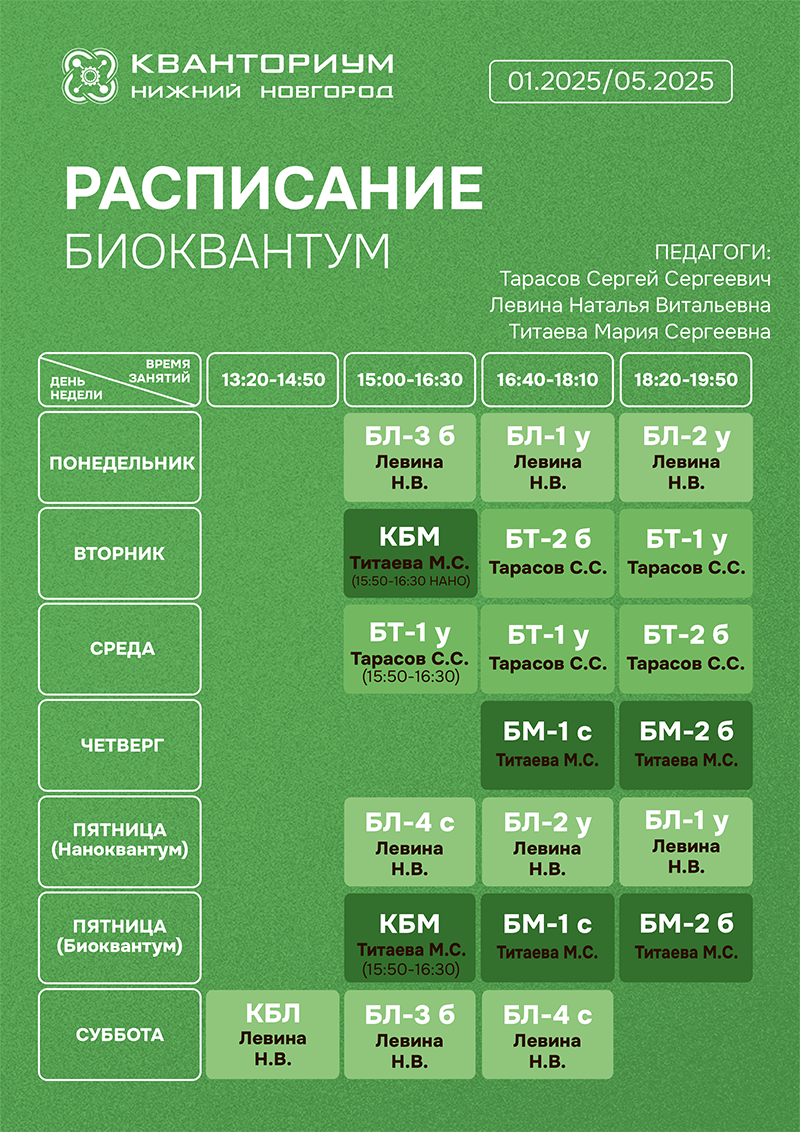 КВАНТОРИУМ
НИЖНИЙ НОВГОРОД
01.2025/05.2025
РАСПИСАНИЕ
БИОКВАНТУМ
ПЕДАГОГИ:
Тарасов Сергей Сергеевич
Левина Наталья Витальевна
Титаева Мария Сергеевна
ВРЕМЯ
ЗАНЯТИЙ
ДЕНЬ
НЕДЕЛИ
13:20-14:50
15:00-16:30
16:40-18:10
18:20-19:50
ПОНЕДЕЛЬНИК
БЛ-3 б
Левина
Н.В.
БЛ-1 у
Левина
Н.В.
БЛ-2 у
Левина
Н.В.
ВТОРНИК
КБМ
Титаева М.С.
(15:50-16:30 НАНО)
БТ-2 б
Тарасов С.С.
БТ-1 у
Тарасов С.С.
СРЕДА
БТ-1 у
Тарасов С.С.
(15:50-16:30)
БТ-1 у
Тарасов С.С.
БТ-2 б
Тарасов С.С.
ЧЕТВЕРГ
БМ-1 с
Титаева М.С.
БМ-2 б
Титаева М.С.
ПЯТНИЦА
(Наноквантум)
БЛ-4 с
Левина
Н.В.
БЛ-2 у
Левина
Н.В.
БЛ-1 у
Левина
Н.В.
ПЯТНИЦА
(Биоквантум)
КБМ
Титаева М.С.
(15:50-16:30)
БМ-1 с
Титаева М.С.
БМ-2 б
Титаева М.С.
СУББОТА
КБЛ
Левина
Н.В.
БЛ-3 б
Левина
Н.В.
БЛ-4 с
Левина
Н.В.